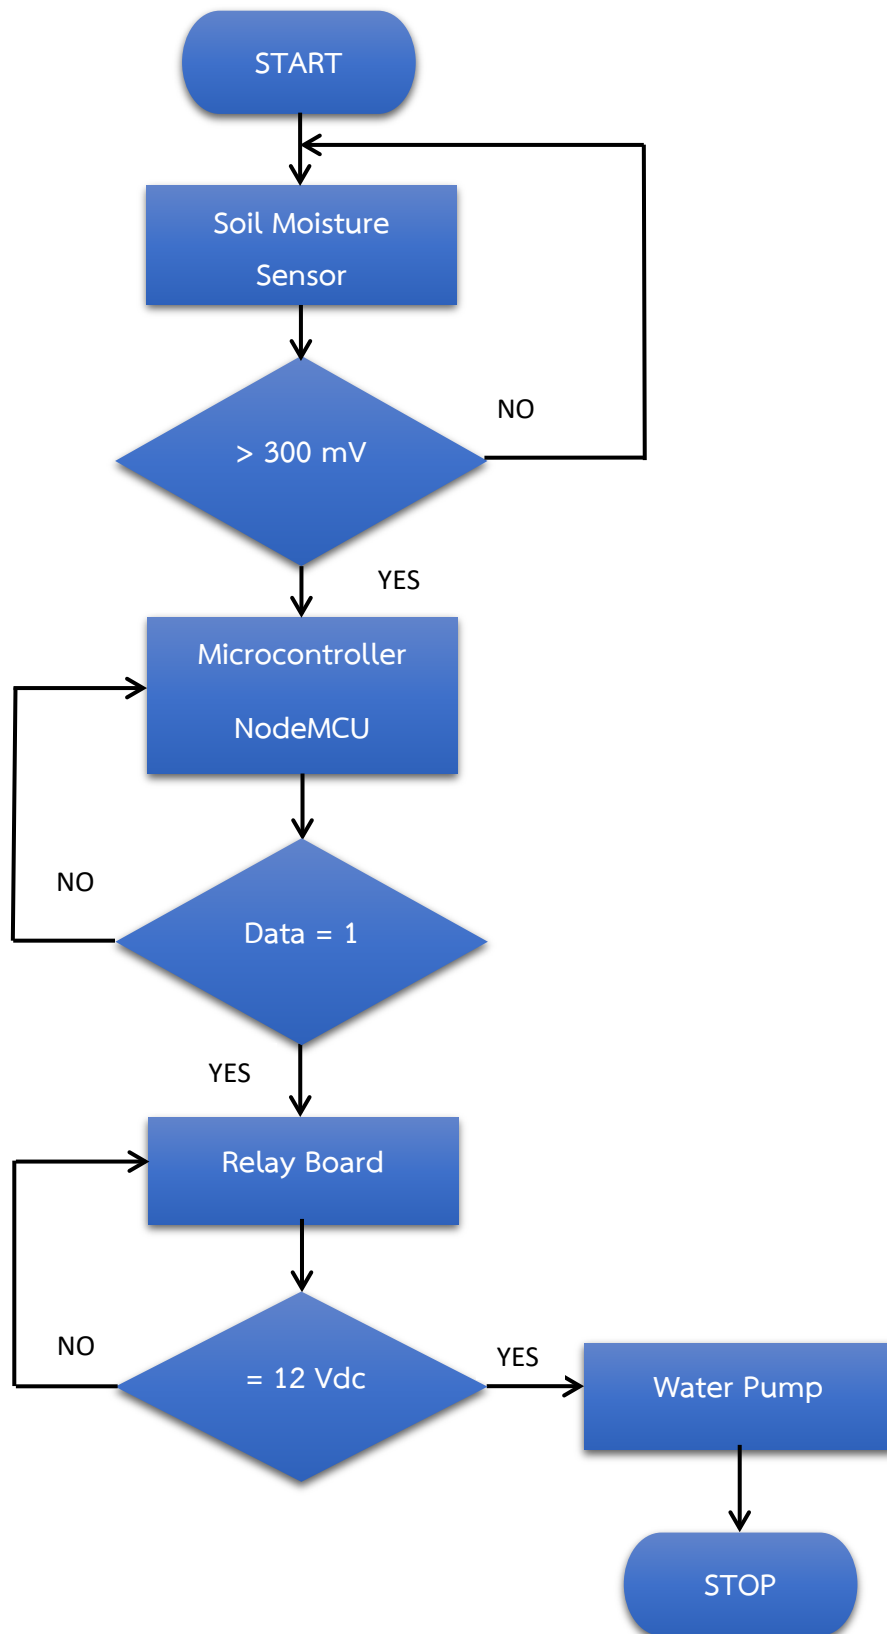 START
Soil Moisture
Sensor
NO
> 300 mV
YES
Microcontroller
NodeMCU
NO
Data = 1
YES
Relay Board
NO
= 12 Vdc
YES
Water Pump
STOP